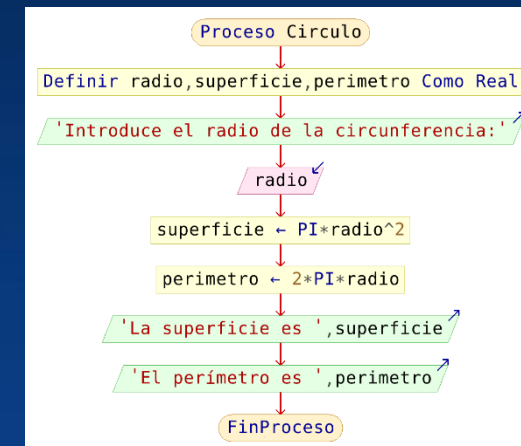 Proceso Circulo
Definir radio,superficie,perimetro Como Real
'Introduce el radio de la circunferencia:'
radio
superficie ← PI*radio^2
perimetro ← 2*PI*radio
'La superficie es ',superficie
'El perímetro es ',perimetro
FinProceso